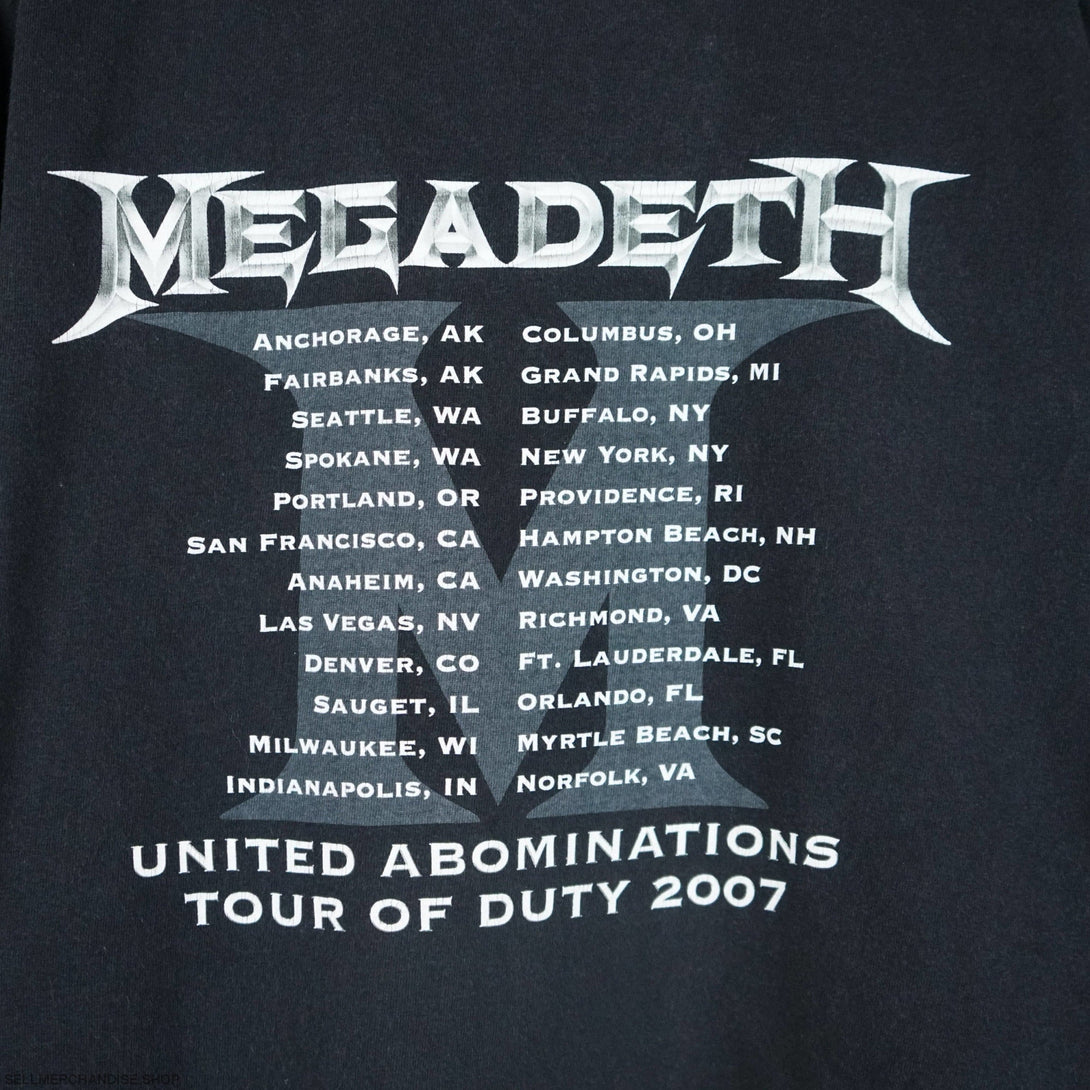 MEGADETH
ANCHORAGE, AK
FAIRBANKS, AK
SEATTLE, WA
SPOKANE, WA
PORTLAND, OR
SAN FRANCISCO, CA
ANAHEIM, CA
LAS VEGAS, NV
DENVER, CO
SAUGET, IL
MILWAUKEE, WI
INDIANAPOLIS, IN
COLUMBUS, OH
GRAND RAPIDS, MI
BUFFALO, NY
NEW YORK, NY
PROVIDENCE, RI
HAMPTON BEACH, NH
WASHINGTON, DC
RICHMOND, VA
FT. LAUDERDALE, FL
ORLANDO, FL
MYRTLE BEACH, SC
NORFOLK, VA
M
UNITED ABOMINATIONS
TOUR OF DUTY 2007
SELLMERCHANDISE.SHOP